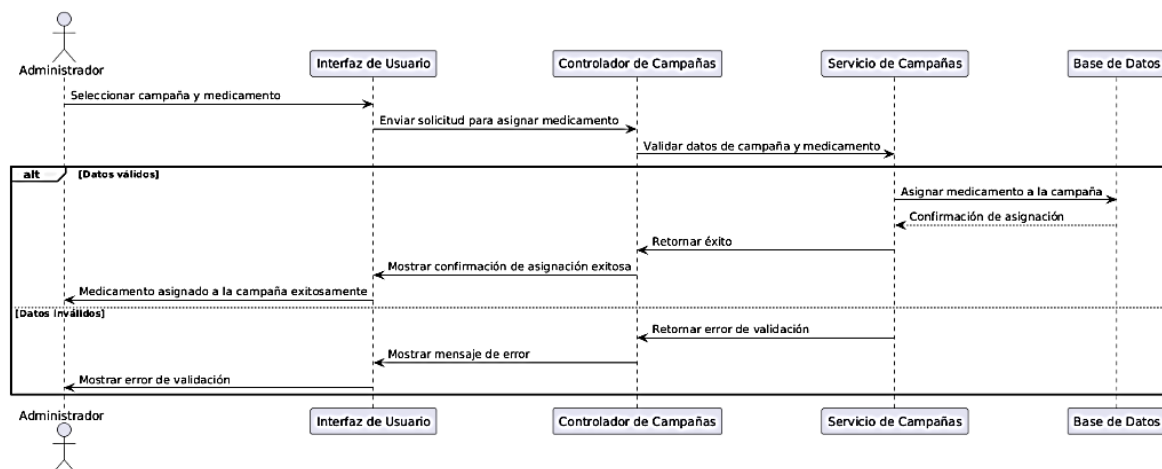 Administrador
Interfaz de Usuario
Controlador de Campañas
Servicio de Campañas
Base de Datos
Seleccionar campaña y medicamento
Enviar solicitud para asignar medicamento
Validar datos de campaña y medicamento
alt
[Datos válidos]
Asignar medicamento a la campaña
Confirmación de asignación
Retornar éxito
Mostrar confirmación de asignación exitosa
Medicamento asignado a la campaña exitosamente
[Datos inválidos]
Retornar error de validación
Mostrar mensaje de error
Mostrar error de validación
Administrador
Interfaz de Usuario
Controlador de Campañas
Servicio de Campañas
Base de Datos